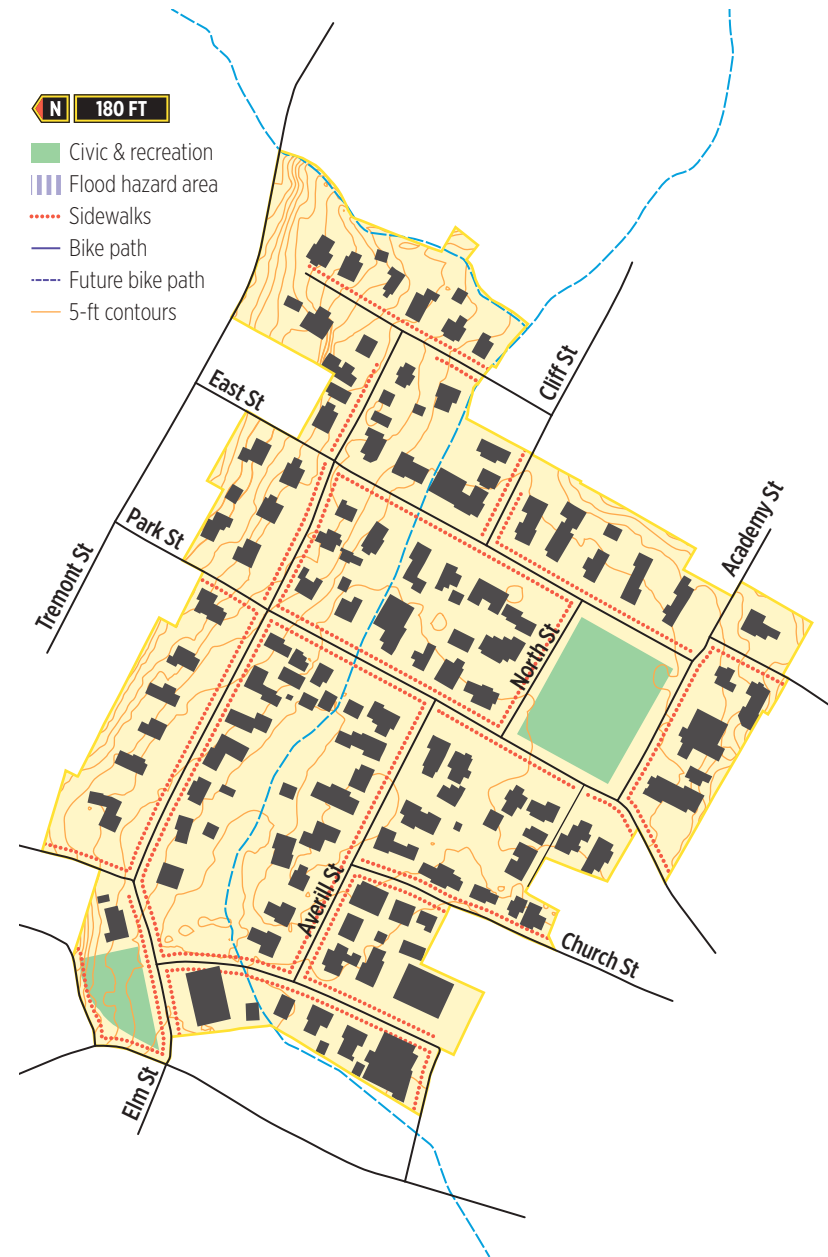 N 180 FT
Civic & recreation
Flood hazard area
Sidewalks
Bike path
Future bike path
5-ft contours
East St
Cliff St
Park St
Academy St
Tremont St
North St
Averill St
Church St
Elm St